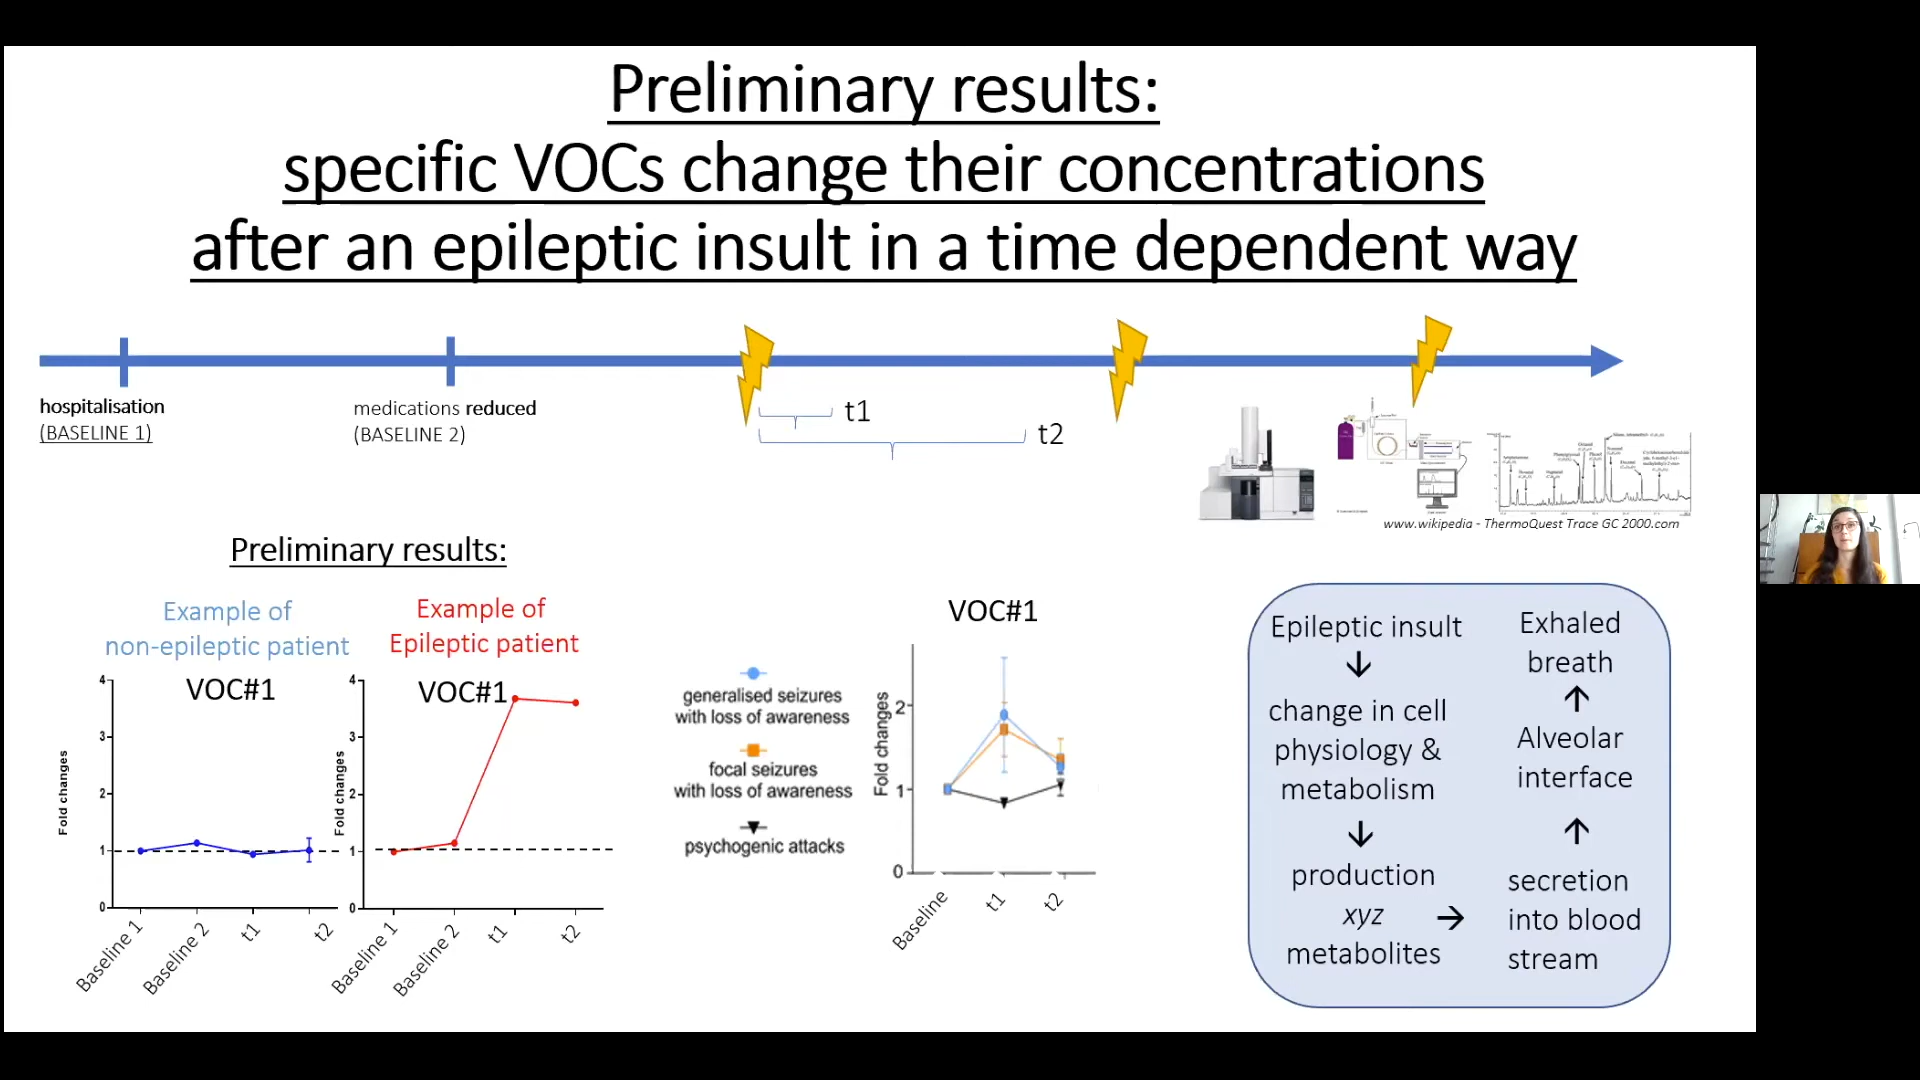 Preliminary results:
specific VOCs change their concentrations
after an epileptic insult in a time dependent way
hospitalisation
(BASELINE 1)
medications reduced
(BASELINE 2)
t1
t2
www.wikipedia - ThermoQuest Trace GC 2000.com
Preliminary results:
Example of
non-epileptic patient
VOC#1
Fold changes
4
3
2
1
0
Baseline 1
Baseline 2
t1
t2
Example of
Epileptic patient
VOC#1
Fold changes
4
3
2
1
0
Baseline 1
Baseline 2
t1
t2
generalised seizures
with loss of awareness
focal seizures
with loss of awareness
psychogenic attacks
VOC#1
Fold changes
2
1
0
Baseline
t1
t2
Epileptic insult
↓
change in cell
physiology &
metabolism
↓
production
xyz →
metabolites
secretion
into blood
stream
↑
Alveolar
interface
↑
Exhaled
breath